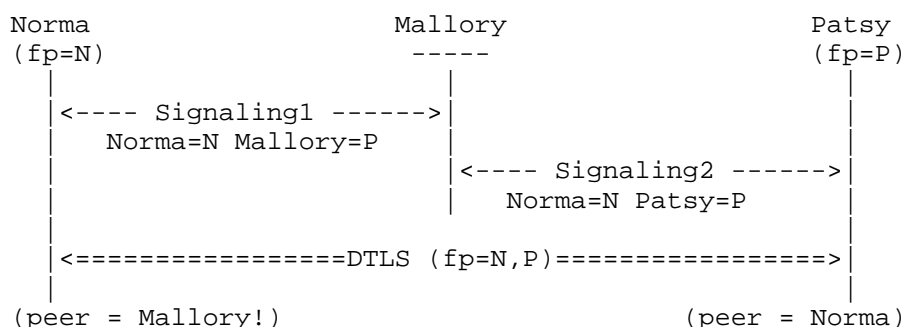 Norma Mallory Patsy
(fp=N) ----- (fp=P)
| | |
|<---- Signaling1 ------>| |
| Norma=N Mallory=P | |
| |<---- Signaling2 ------>|
| | Norma=N Patsy=P |
| |
|<=================DTLS (fp=N,P)=================>|
| |
(peer = Mallory!) (peer = Norma)